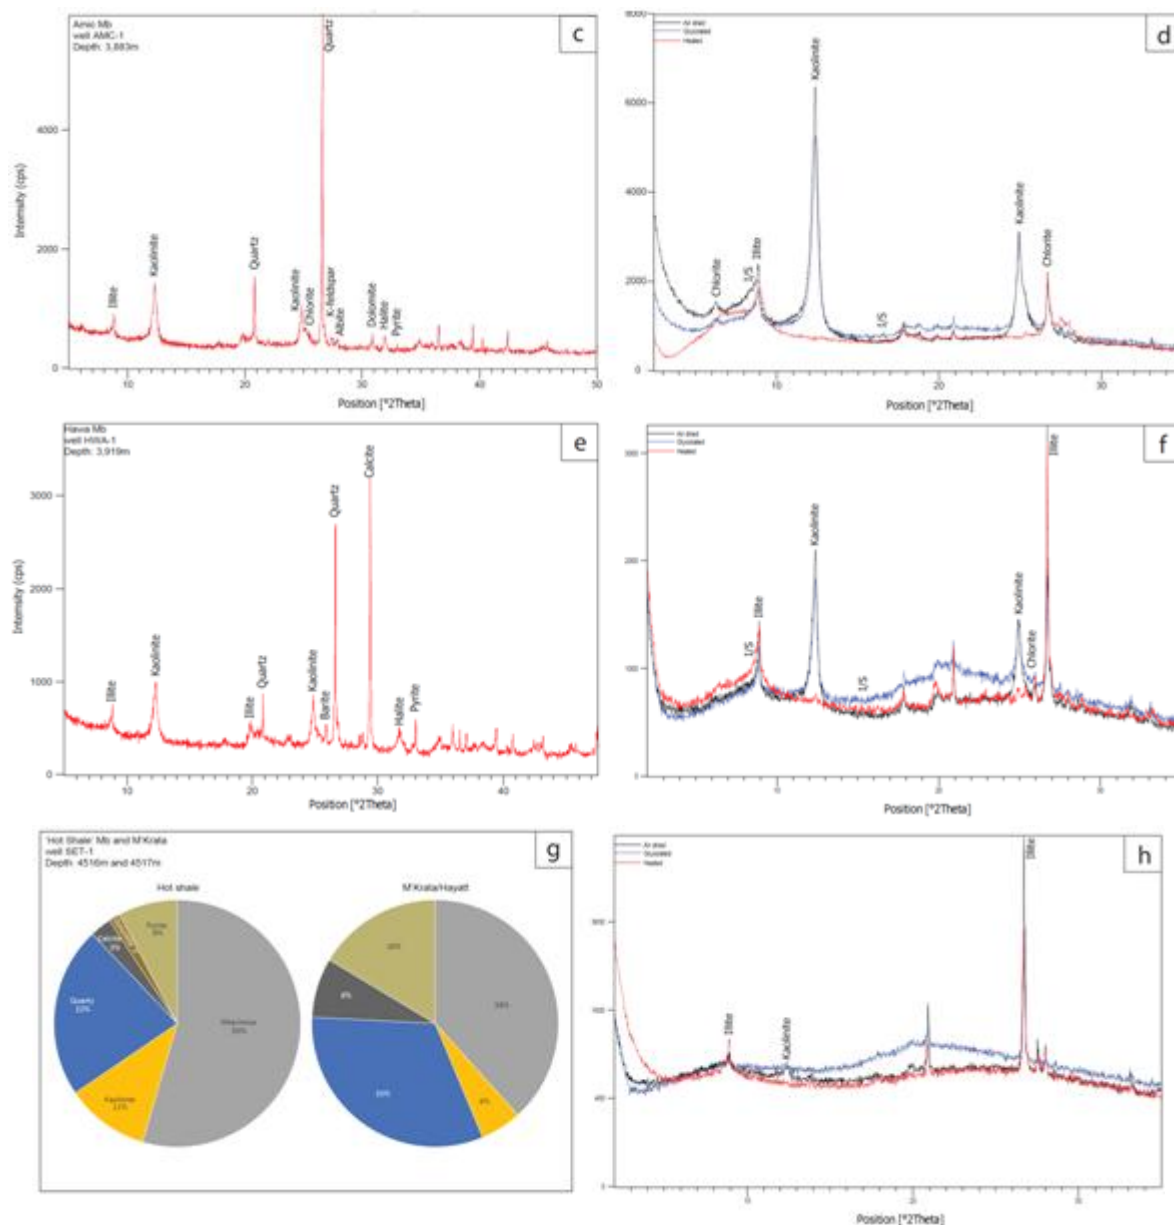 Amic Mb
well AMC-1
Depth: 3,883m
c
Intensity (cps)
4000
2000
0
Illite
Kaolinite
Quartz
Kaolinite
Chlorite
Quartz
K-feldspar
Albite
Dolomite
Halite
Pyrite
10
20
30
40
50
Position [°2Theta]
d
Air dried
Glycolated
Heated
8000
6000
4000
2000
0
Chlorite
I/S
Illite
Kaolinite
I/S
Kaolinite
Chlorite
10
20
30
Position [°2Theta]
Hawa Mb
well HWA-1
Depth: 3,919m
e
Intensity (cps)
3000
2000
1000
0
Illite
Kaolinite
Illite
Quartz
Kaolinite
Barite
Quartz
Calcite
Halite
Pyrite
10
20
30
40
Position [°2Theta]
f
Air dried
Glycolated
Heated
300
200
100
0
I/S
Illite
Kaolinite
I/S
Kaolinite
Chlorite
Illite
Position [°2Theta]
'Hot Shale' Mb and M'Krata
well SET-1
Depth: 4516m and 4517m
g
Hot shale
M'Krata/Hayatt
Quartz
Kaolinite
h
Air dried
Glycolated
Heated
Illite
Kaolinite
Illite
Position [°2Theta]